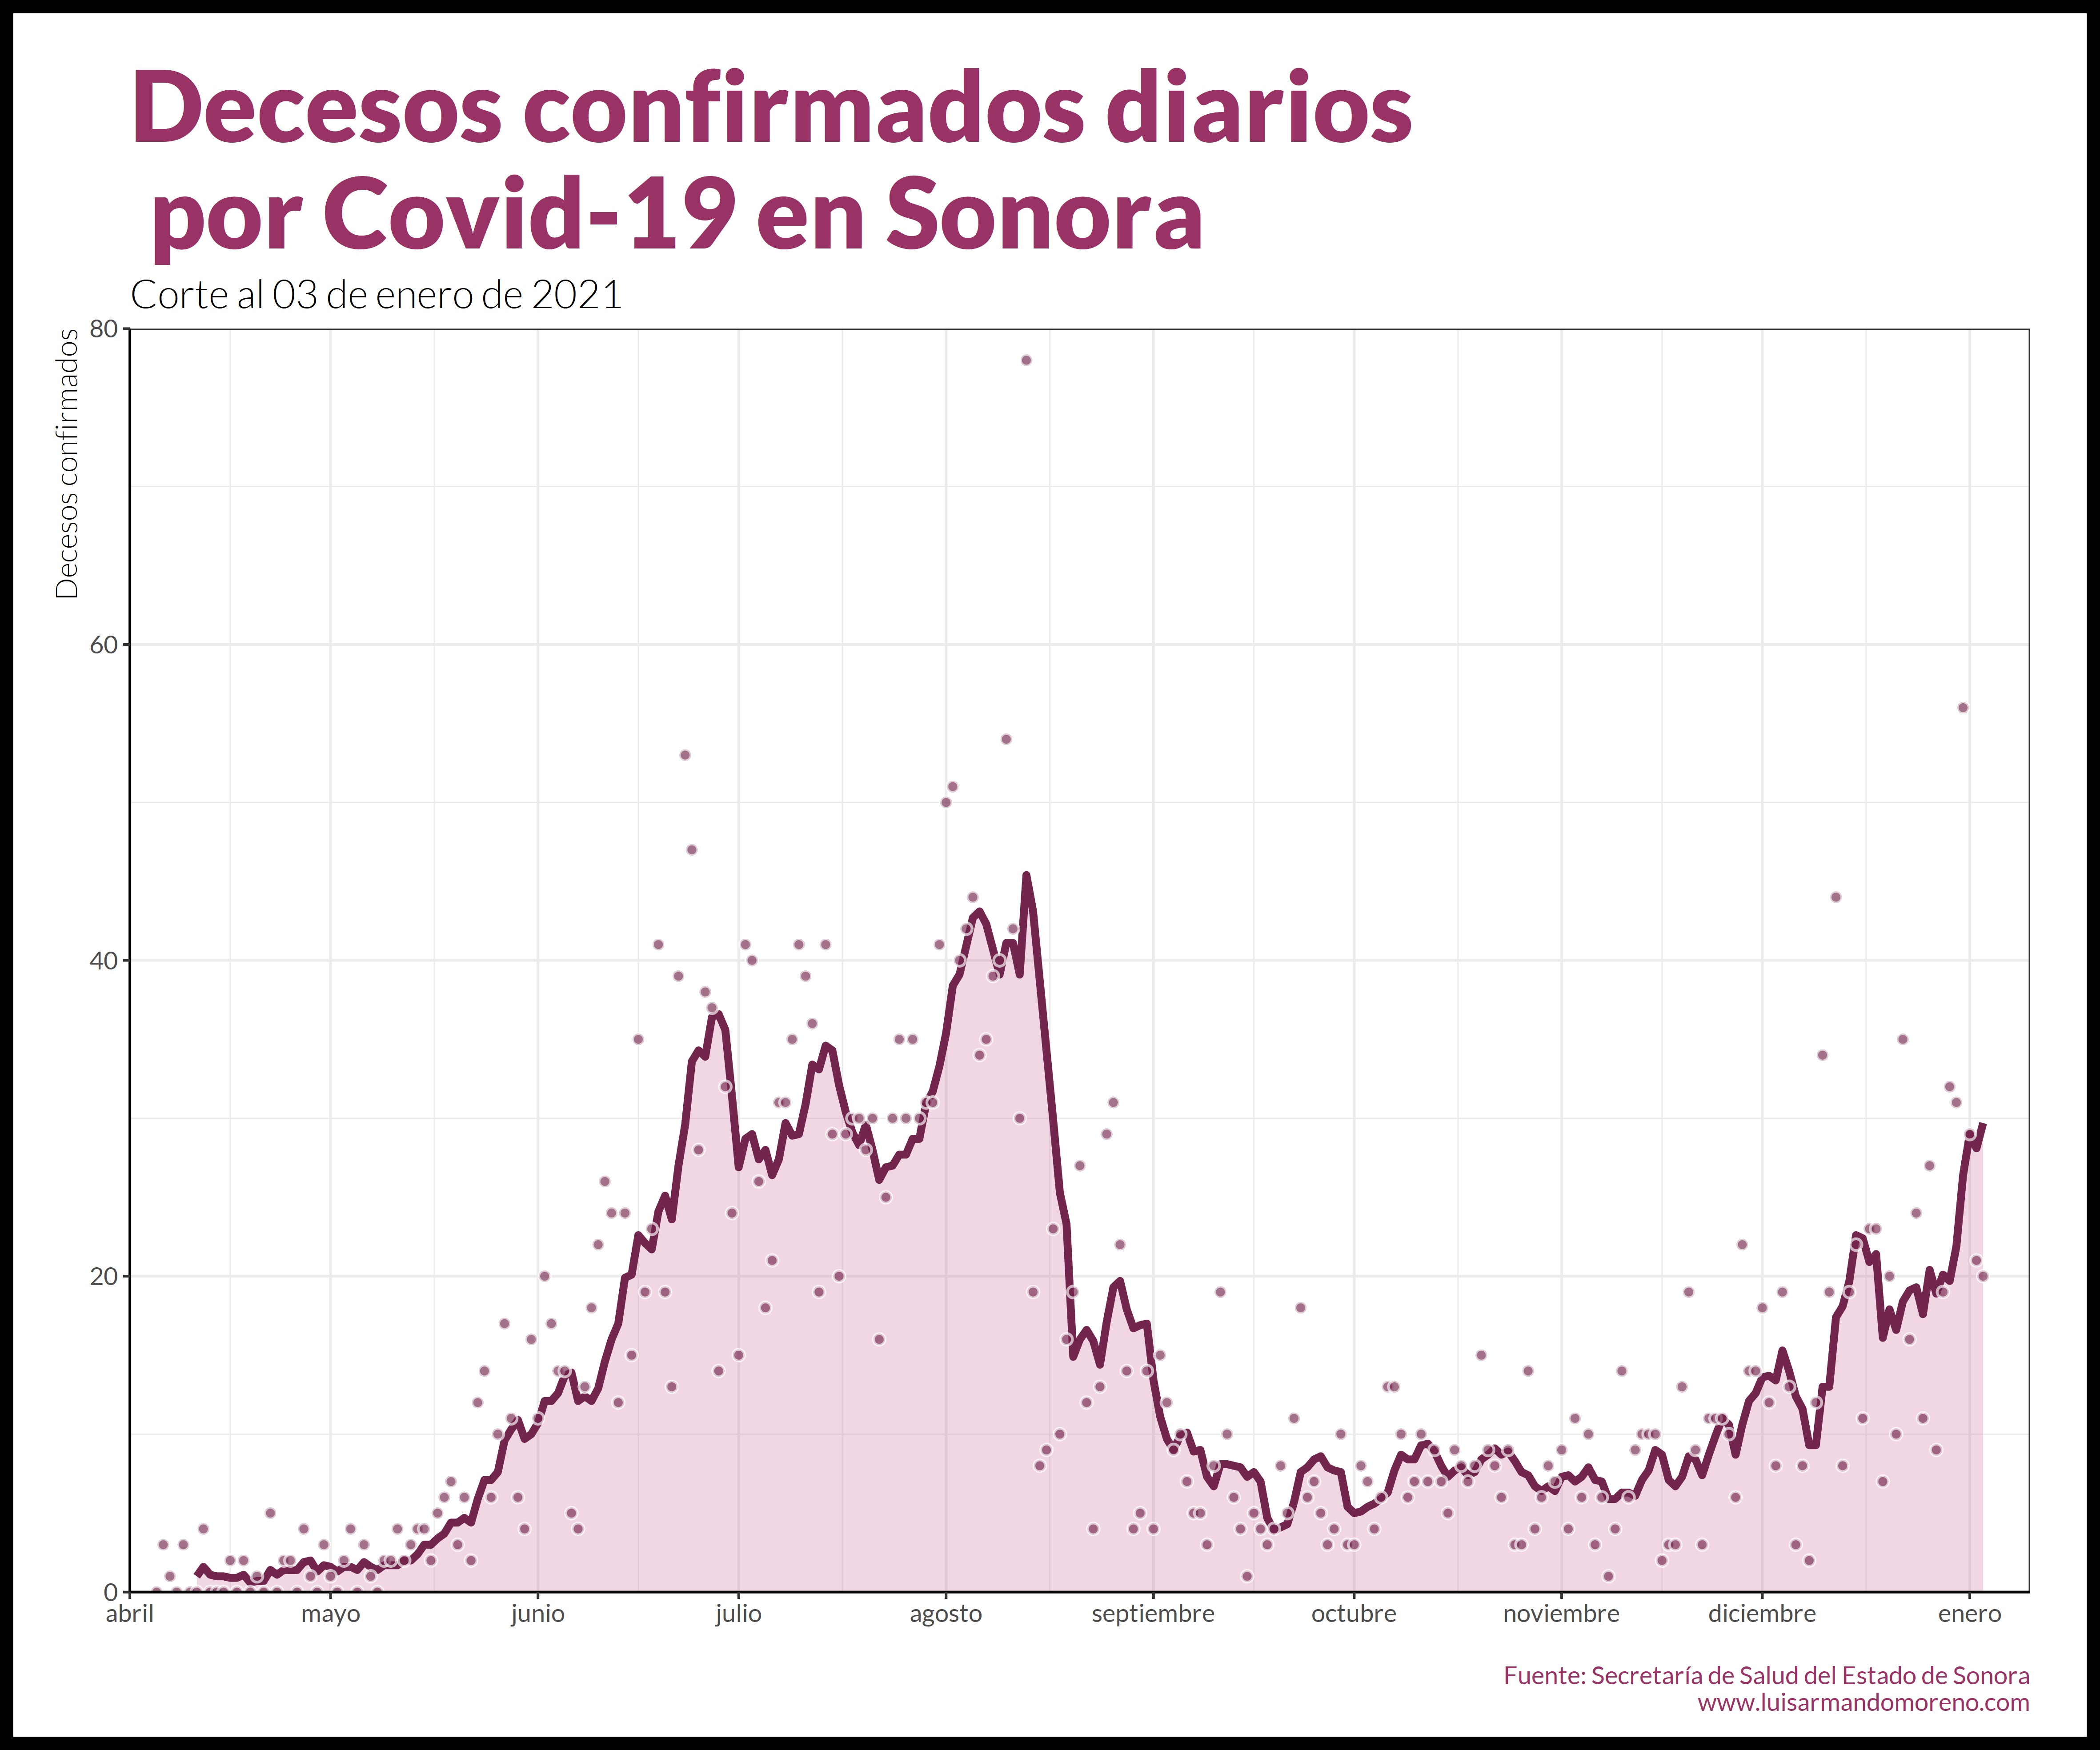 Decesos confirmados diarios
por Covid-19 en Sonora
Corte al 03 de enero de 2021
Decesos confirmados
80
60
40
20
0
abril mayo junio julio agosto septiembre octubre noviembre diciembre enero
Fuente: Secretaría de Salud del Estado de Sonora
www.luisarmandomoreno.com